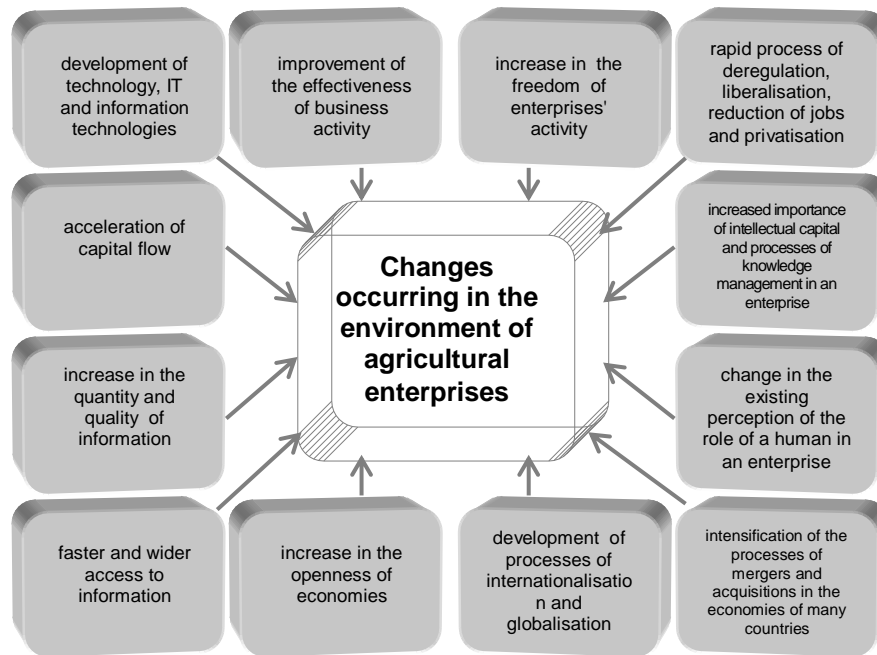 development of
technology, IT
and information
technologies
improvement of
the effectiveness
of business
activity
increase in the
freedom of
enterprises'
activity
rapid process of
deregulation,
liberalisation,
reduction of jobs
and privatisation
acceleration of
capital flow
Changes
occurring in the
environment of
agricultural
enterprises
increased importance
of intellectual capital
and processes of
knowledge
management in an
enterprise
increase in the
quantity and
quality of
information
change in the
existing
perception of the
role of a human in
an enterprise
faster and wider
access to
information
increase in the
openness of
economies
development of
processes of
internationalisatio
n and
globalisation
intensification of the
processes of
mergers and
acquisitions in the
economies of many
countries